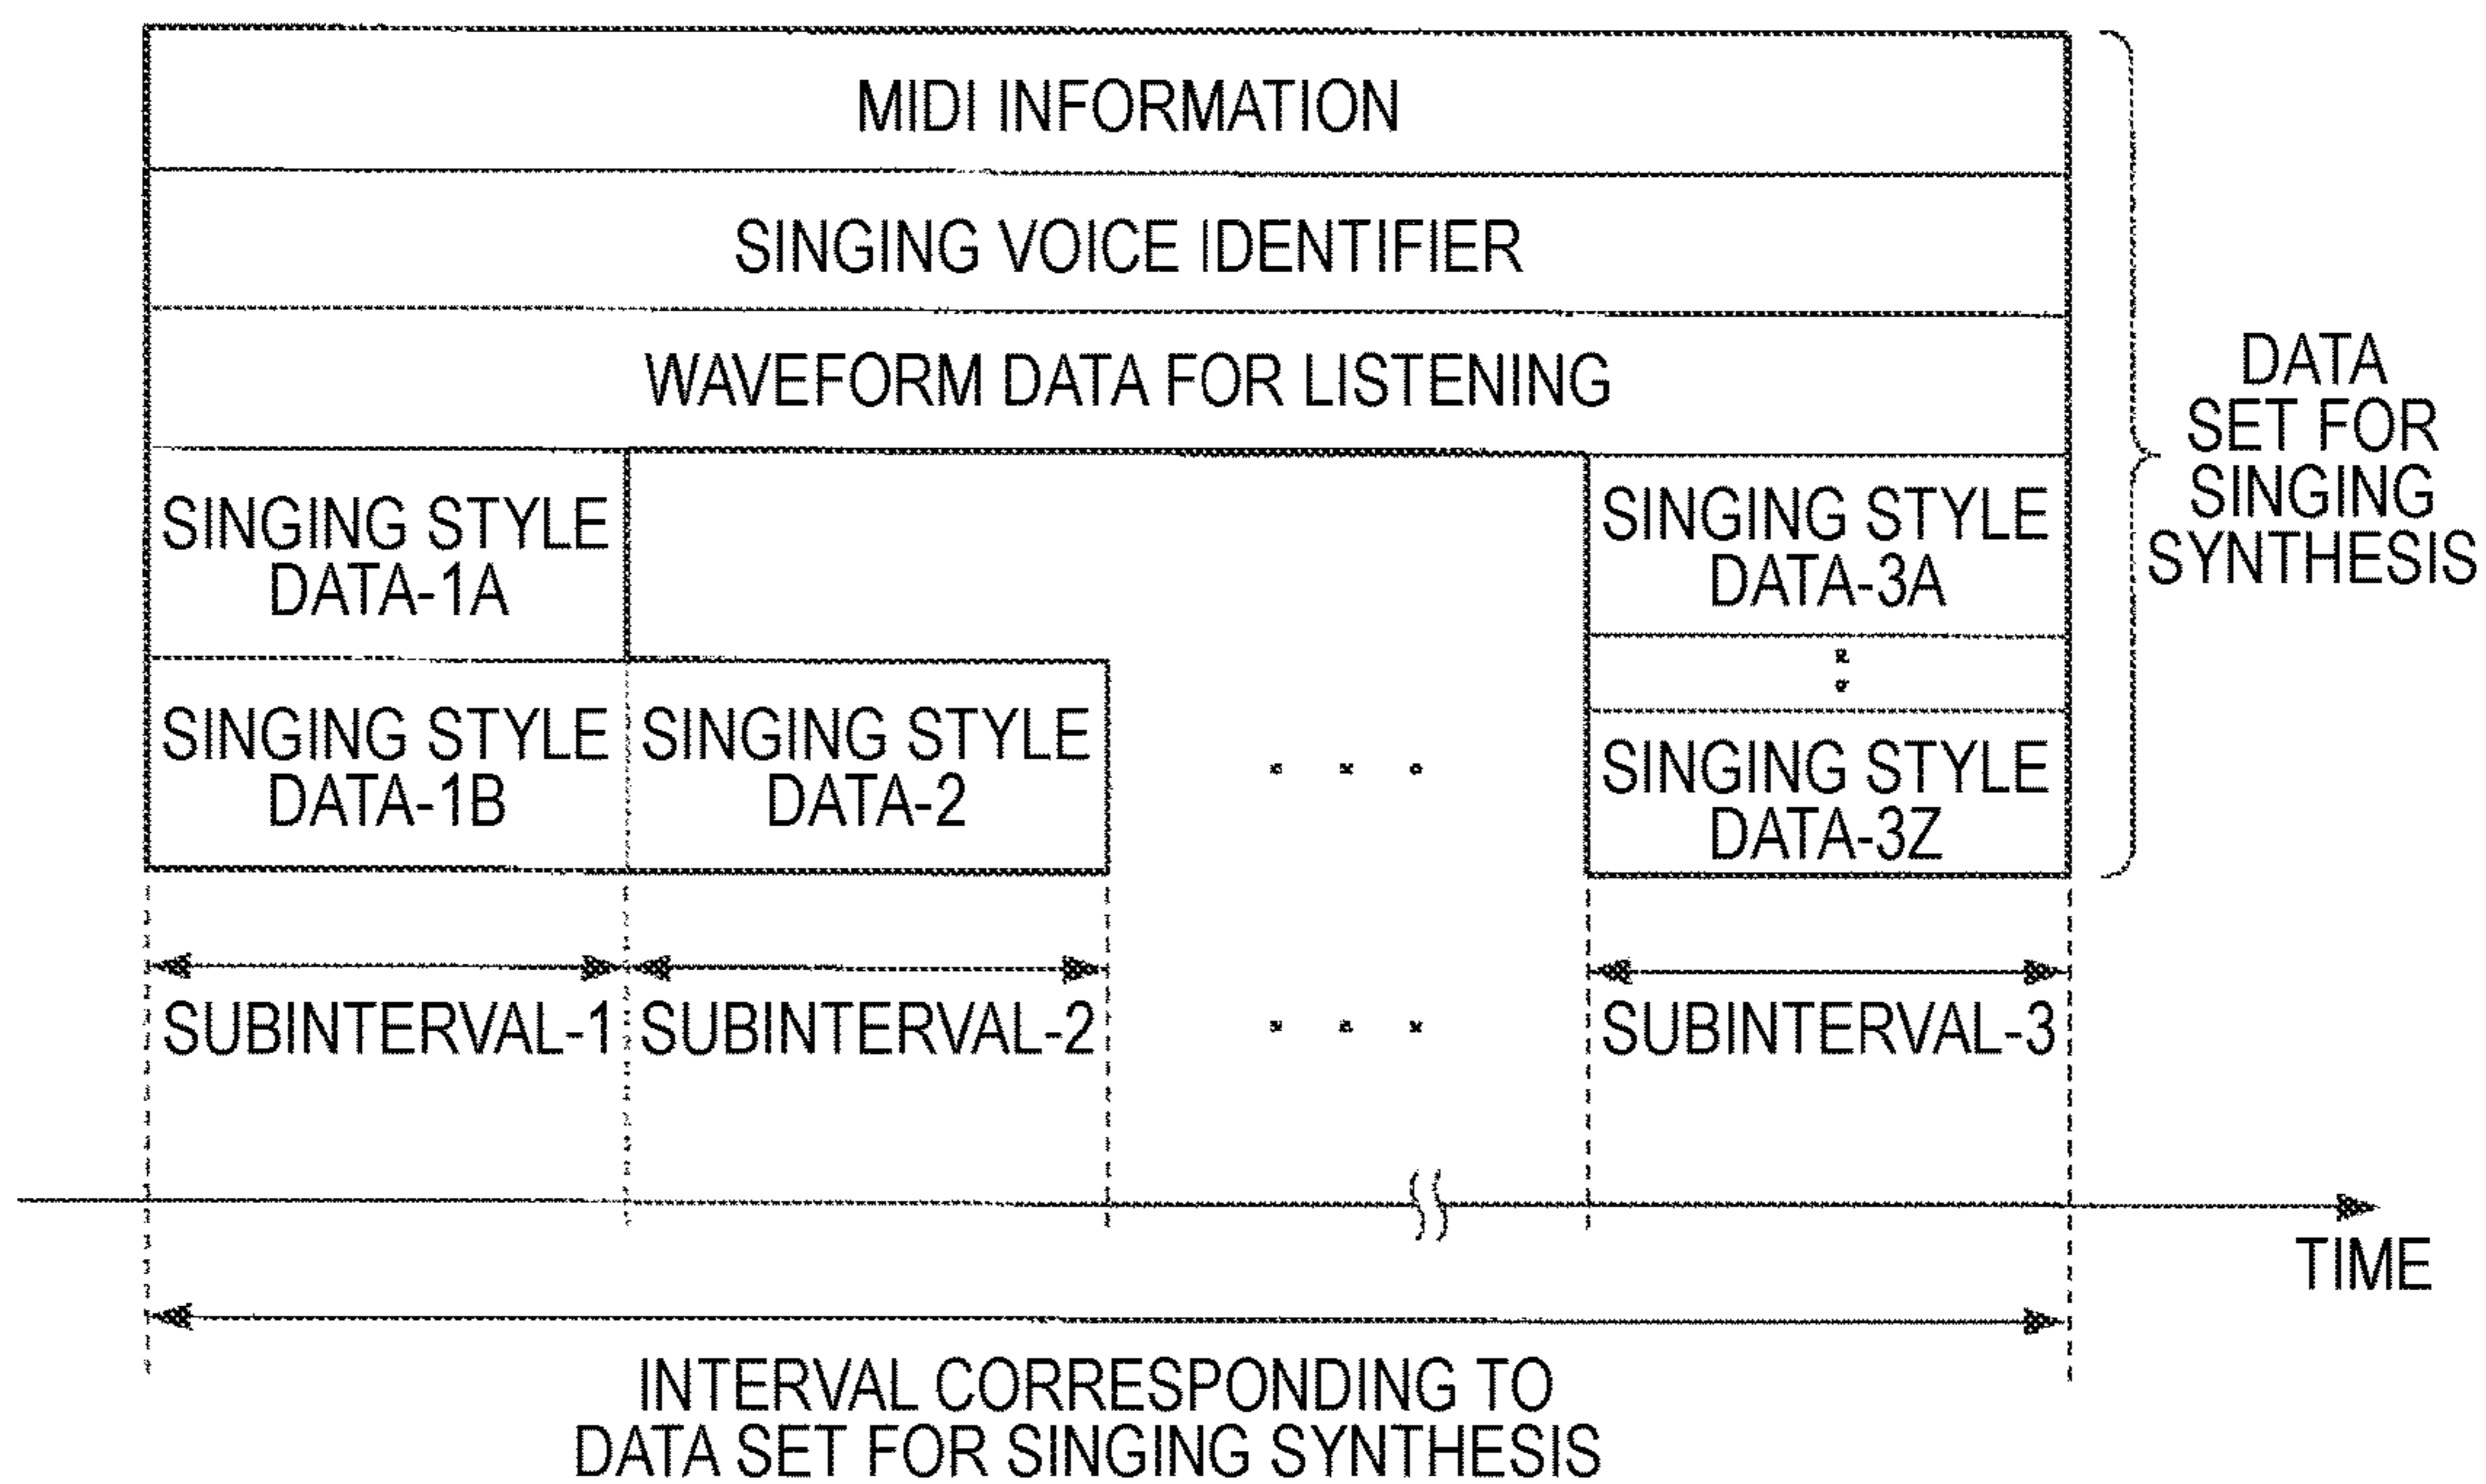 MIDI INFORMATION
SINGING VOICE IDENTIFIER
WAVEFORM DATA FOR LISTENING
DATA
SET FOR
SINGING
SYNTHESIS
SINGING STYLE
DATA-1A
SINGING STYLE
DATA-3A
SINGING STYLE
DATA-1B
SINGING STYLE
DATA-2
SINGING STYLE
DATA-3Z
SUBINTERVAL-1
SUBINTERVAL-2
SUBINTERVAL-3
TIME
INTERVAL CORRESPONDING TO
DATA SET FOR SINGING SYNTHESIS